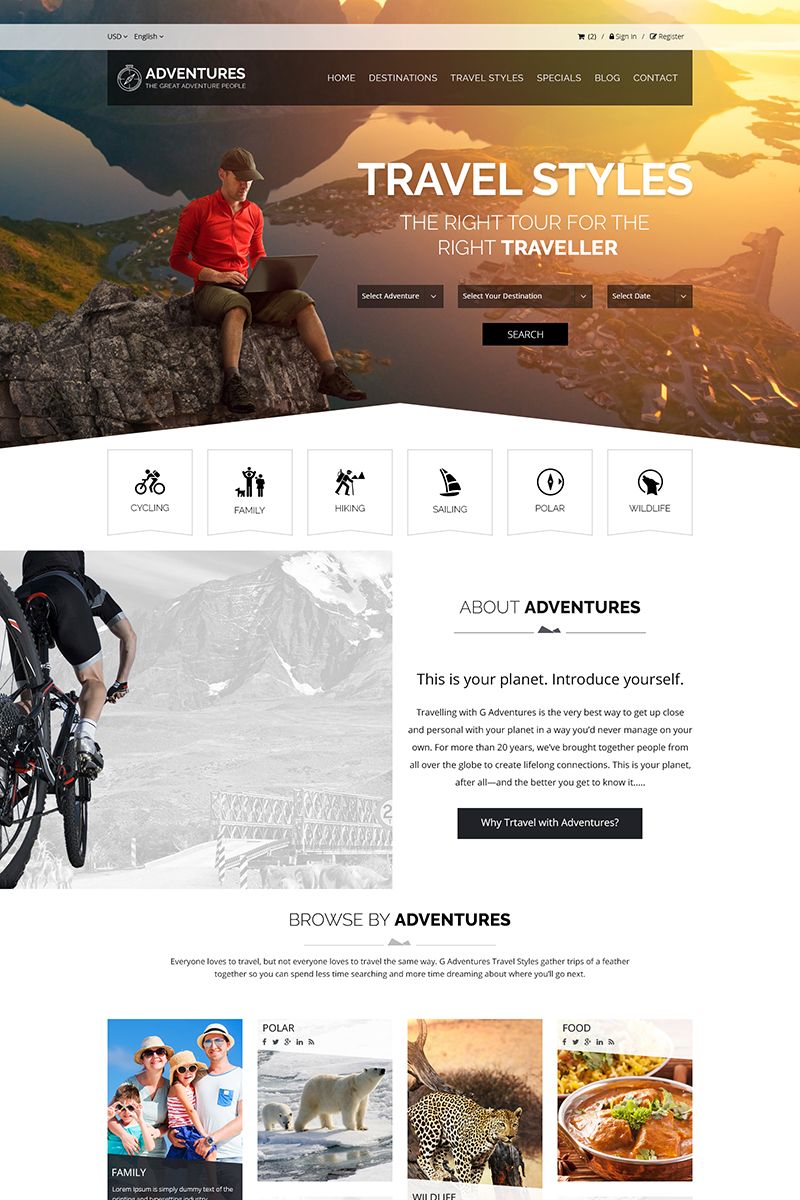 USD English (2) / Sign in / Register
ADVENTURES
THE GREAT ADVENTURE PEOPLE
HOME DESTINATIONS TRAVEL STYLES SPECIALS BLOG CONTACT
TRAVEL STYLES
THE RIGHT TOUR FOR THE
RIGHT TRAVELLER
Select Adventure Select Your Destination Select Date
SEARCH
CYCLING FAMILY HIKING SAILING POLAR WILDLIFE
ABOUT ADVENTURES
This is your planet. Introduce yourself.
Travelling with G Adventures is the very best way to get up close
and personal with your planet in a way you'd never manage on your
own. For more than 20 years, we've brought together people from
all over the globe to create lifelong connections. This is your planet,
after all—and the better you get to know it.....
Why Trtavel with Adventures?
2
BROWSE BY ADVENTURES
Everyone loves to travel, but not everyone loves to travel the same way. G Adventures Travel Styles gather trips of a feather
together so you can spend less time searching and more time dreaming about where you'll go next.
POLAR
FOOD
FAMILY
Lorem Ipsum is simply dummy text of the
printing and typesetting industry
WILDLIFE